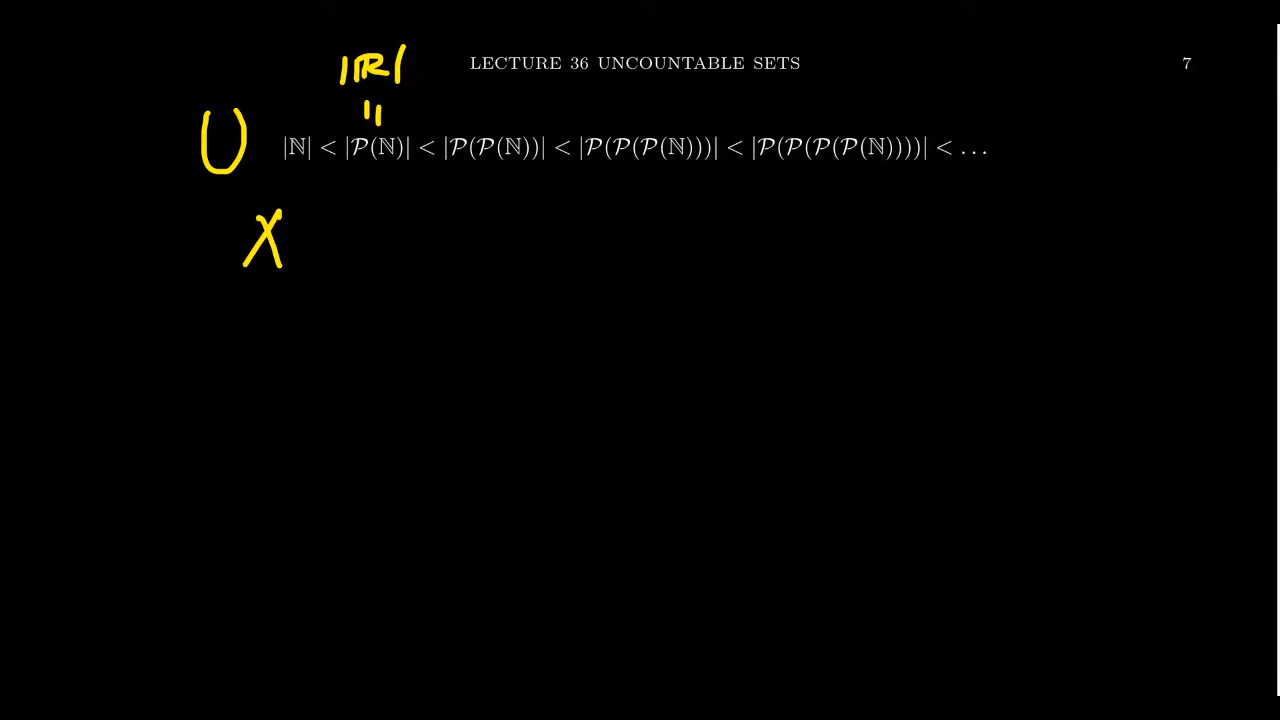 LECTURE 36 UNCOUNTABLE SETS 7
|ℝ|
=
∪ |ℕ| < |𝒫(ℕ)| < |𝒫(𝒫(ℕ))| < |𝒫(𝒫(𝒫(ℕ)))| < |𝒫(𝒫(𝒫(𝒫(ℕ))))| < ...
X